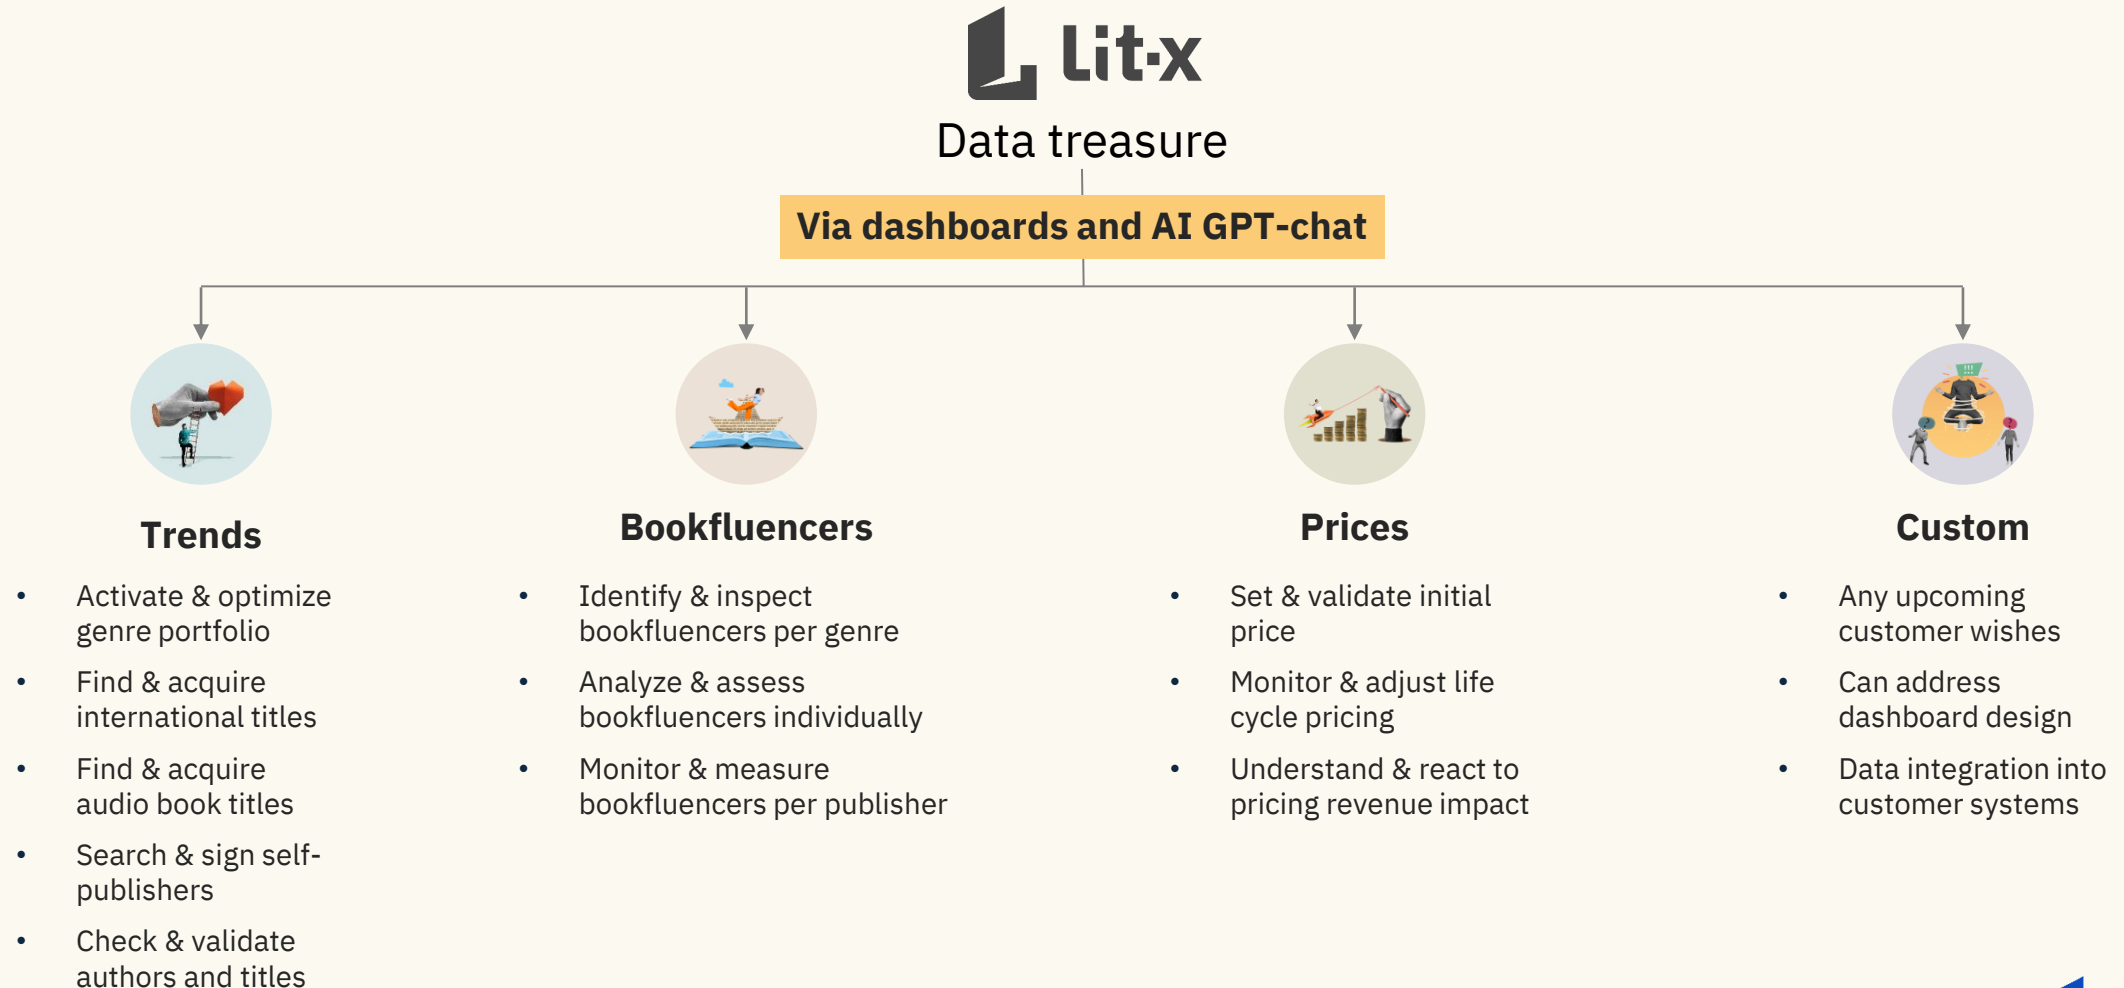 Lit·x
Data treasure
Via dashboards and AI GPT-chat
Trends
• Activate & optimize
genre portfolio
• Find & acquire
international titles
• Find & acquire
audio book titles
• Search & sign self-
publishers
• Check & validate
authors and titles
Bookfluencers
• Identify & inspect
bookfluencers per genre
• Analyze & assess
bookfluencers individually
• Monitor & measure
bookfluencers per publisher
Prices
• Set & validate initial
price
• Monitor & adjust life
cycle pricing
• Understand & react to
pricing revenue impact
Custom
• Any upcoming
customer wishes
• Can address
dashboard design
• Data integration into
customer systems